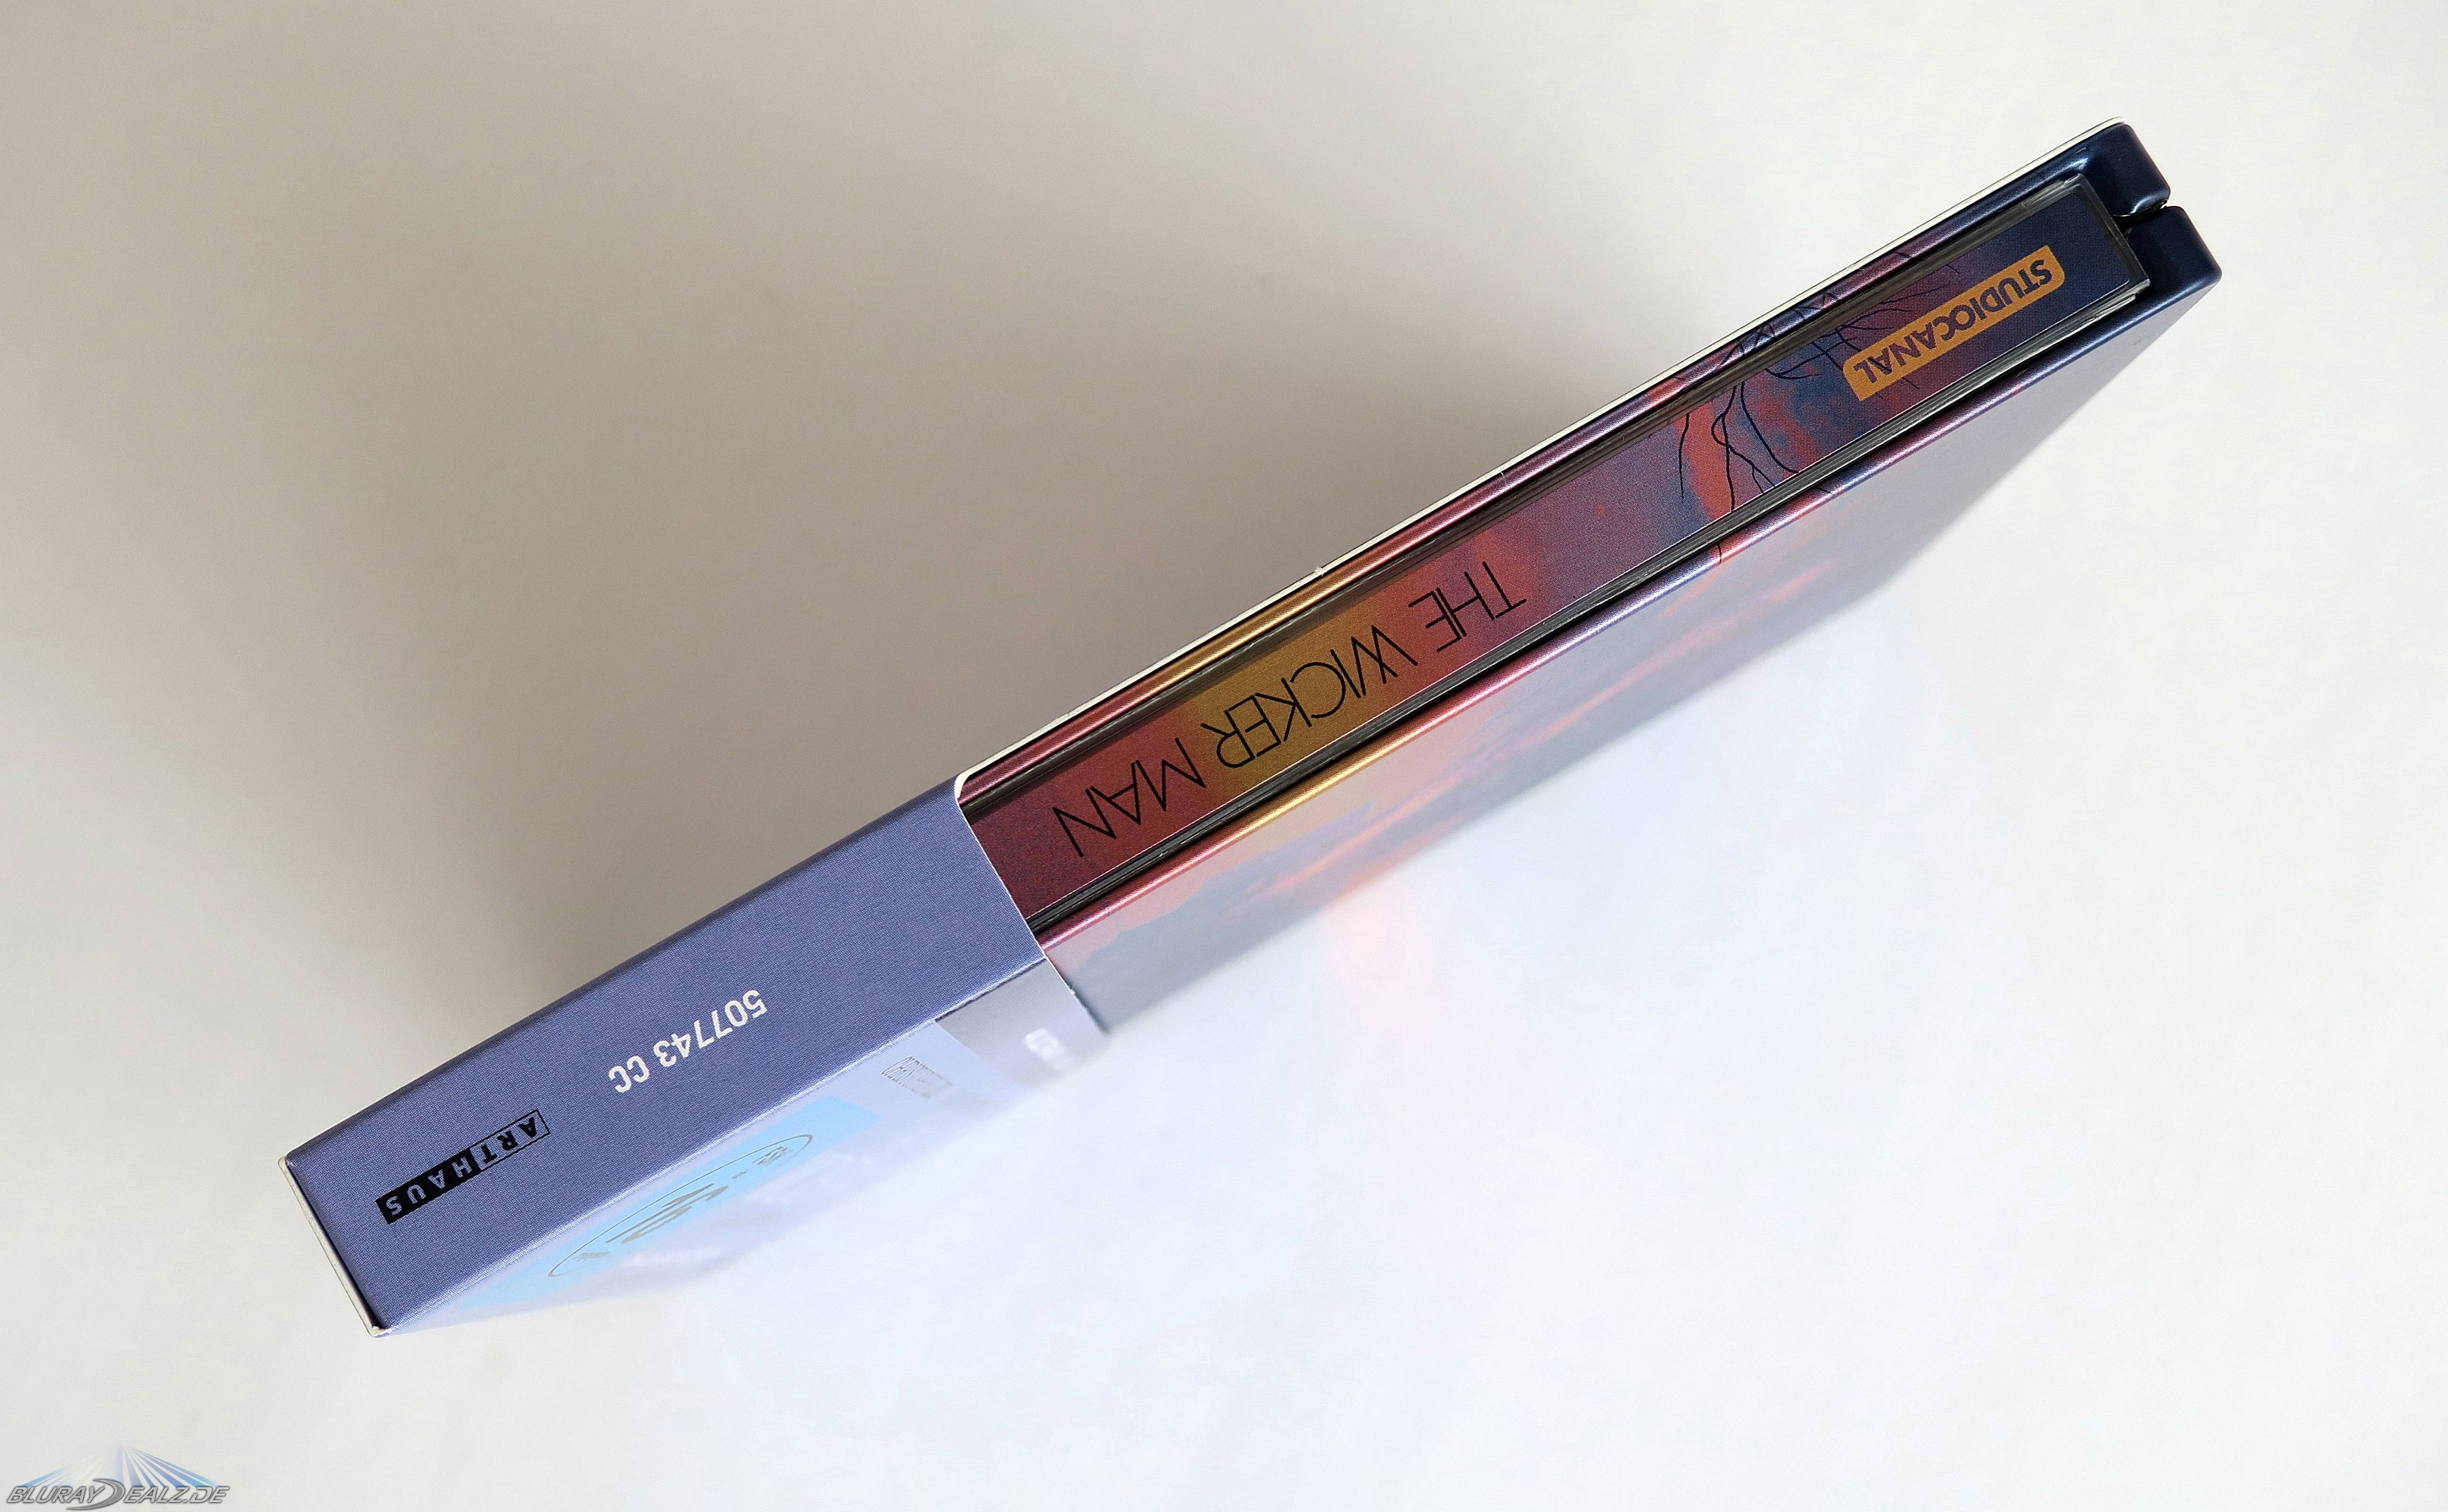 STUDIOCANAL
THE WICKER MAN
507743 CC
ARTHAUS
BLURAYDEALZ.DE